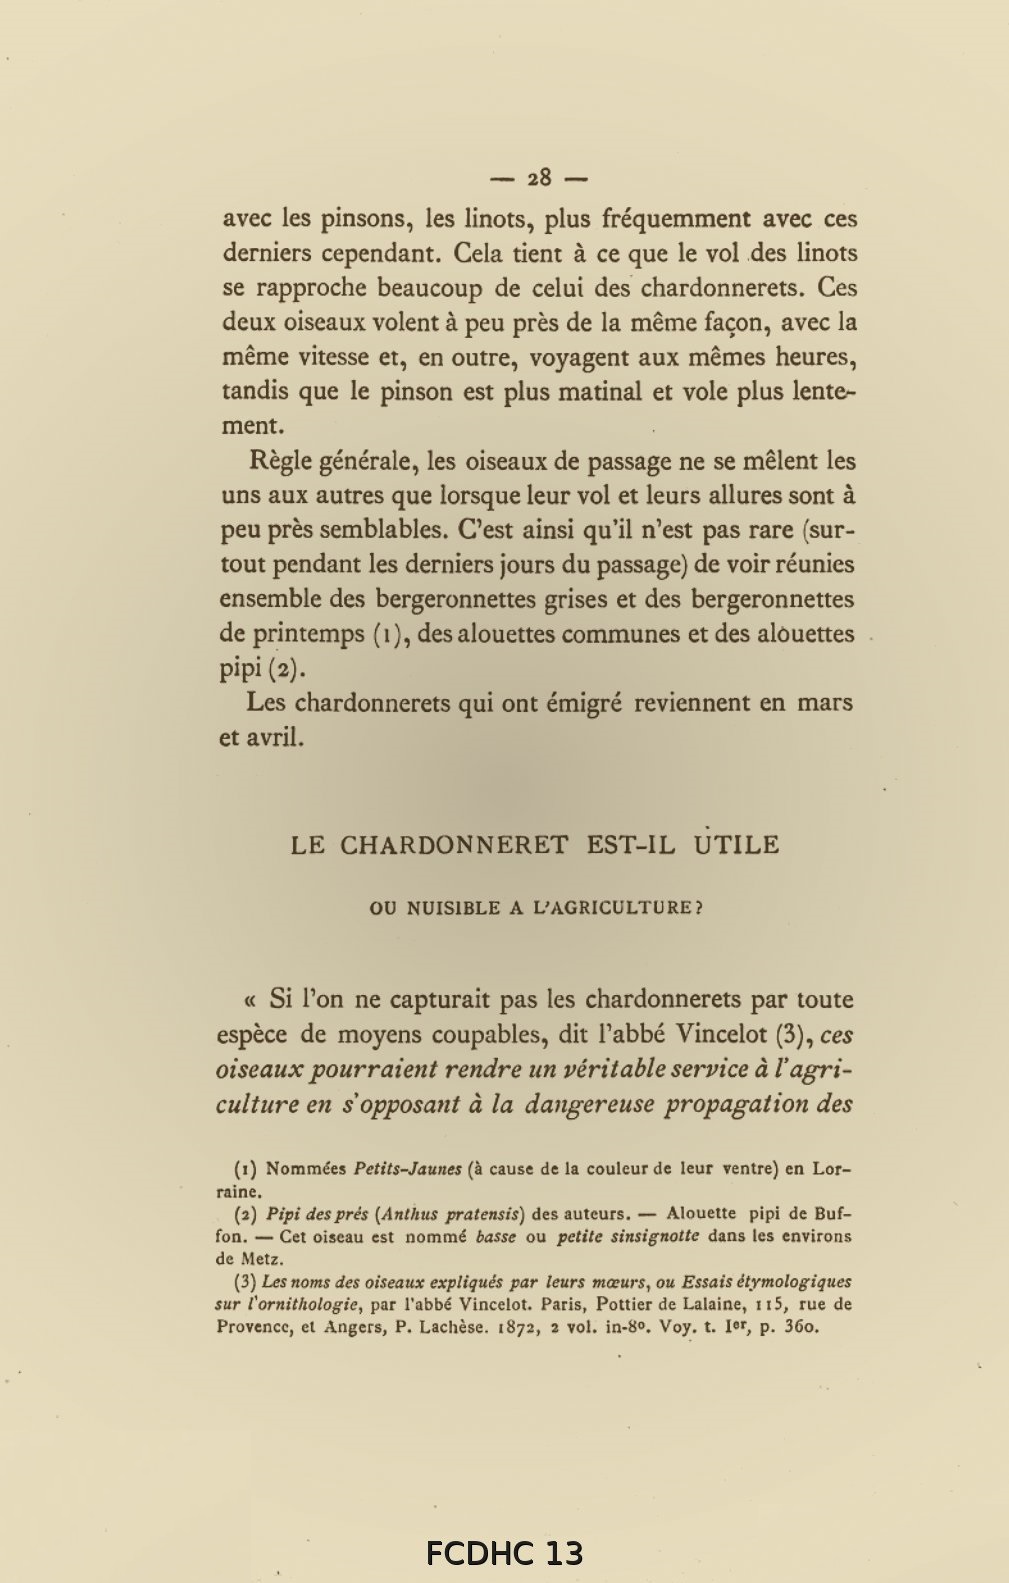 — 28 —
avec les pinsons, les linots, plus fréquemment avec ces
derniers cependant. Cela tient à ce que le vol des linots
se rapproche beaucoup de celui des chardonnerets. Ces
deux oiseaux volent à peu près de la même façon, avec la
même vitesse et, en outre, voyagent aux mêmes heures,
tandis que le pinson est plus matinal et vole plus lente-
ment.
Règle générale, les oiseaux de passage ne se mêlent les
uns aux autres que lorsque leur vol et leurs allures sont à
peu près semblables. C'est ainsi qu'il n'est pas rare (sur-
tout pendant les derniers jours du passage) de voir réunies
ensemble des bergeronnettes grises et des bergeronnettes
de printemps (1), des alouettes communes et des alouettes
pipi (2).
Les chardonnerets qui ont émigré reviennent en mars
et avril.
LE CHARDONNERET EST-IL UTILE
OU NUISIBLE A L'AGRICULTURE?
« Si l'on ne capturait pas les chardonnerets par toute
espèce de moyens coupables, dit l'abbé Vincelot (3), ces
oiseaux pourraient rendre un véritable service à l'agri-
culture en s'opposant à la dangereuse propagation des
(1) Nommées Petits-Jaunes (à cause de la couleur de leur ventre) en Lor-
raine.
(2) Pipi des prés (Anthus pratensis) des auteurs. — Alouette pipi de Buf-
fon. — Cet oiseau est nommé basse ou petite sinsignotte dans les environs
de Metz.
(3) Les noms des oiseaux expliqués par leurs mœurs, ou Essais étymologiques
sur l'ornithologie, par l'abbé Vincelot. Paris, Pottier de Lalaine, 115, rue de
Provence, et Angers, P. Lachèse. 1872, 2 vol. in-8º. Voy. t. Ier, p. 360.
FCDHC 13